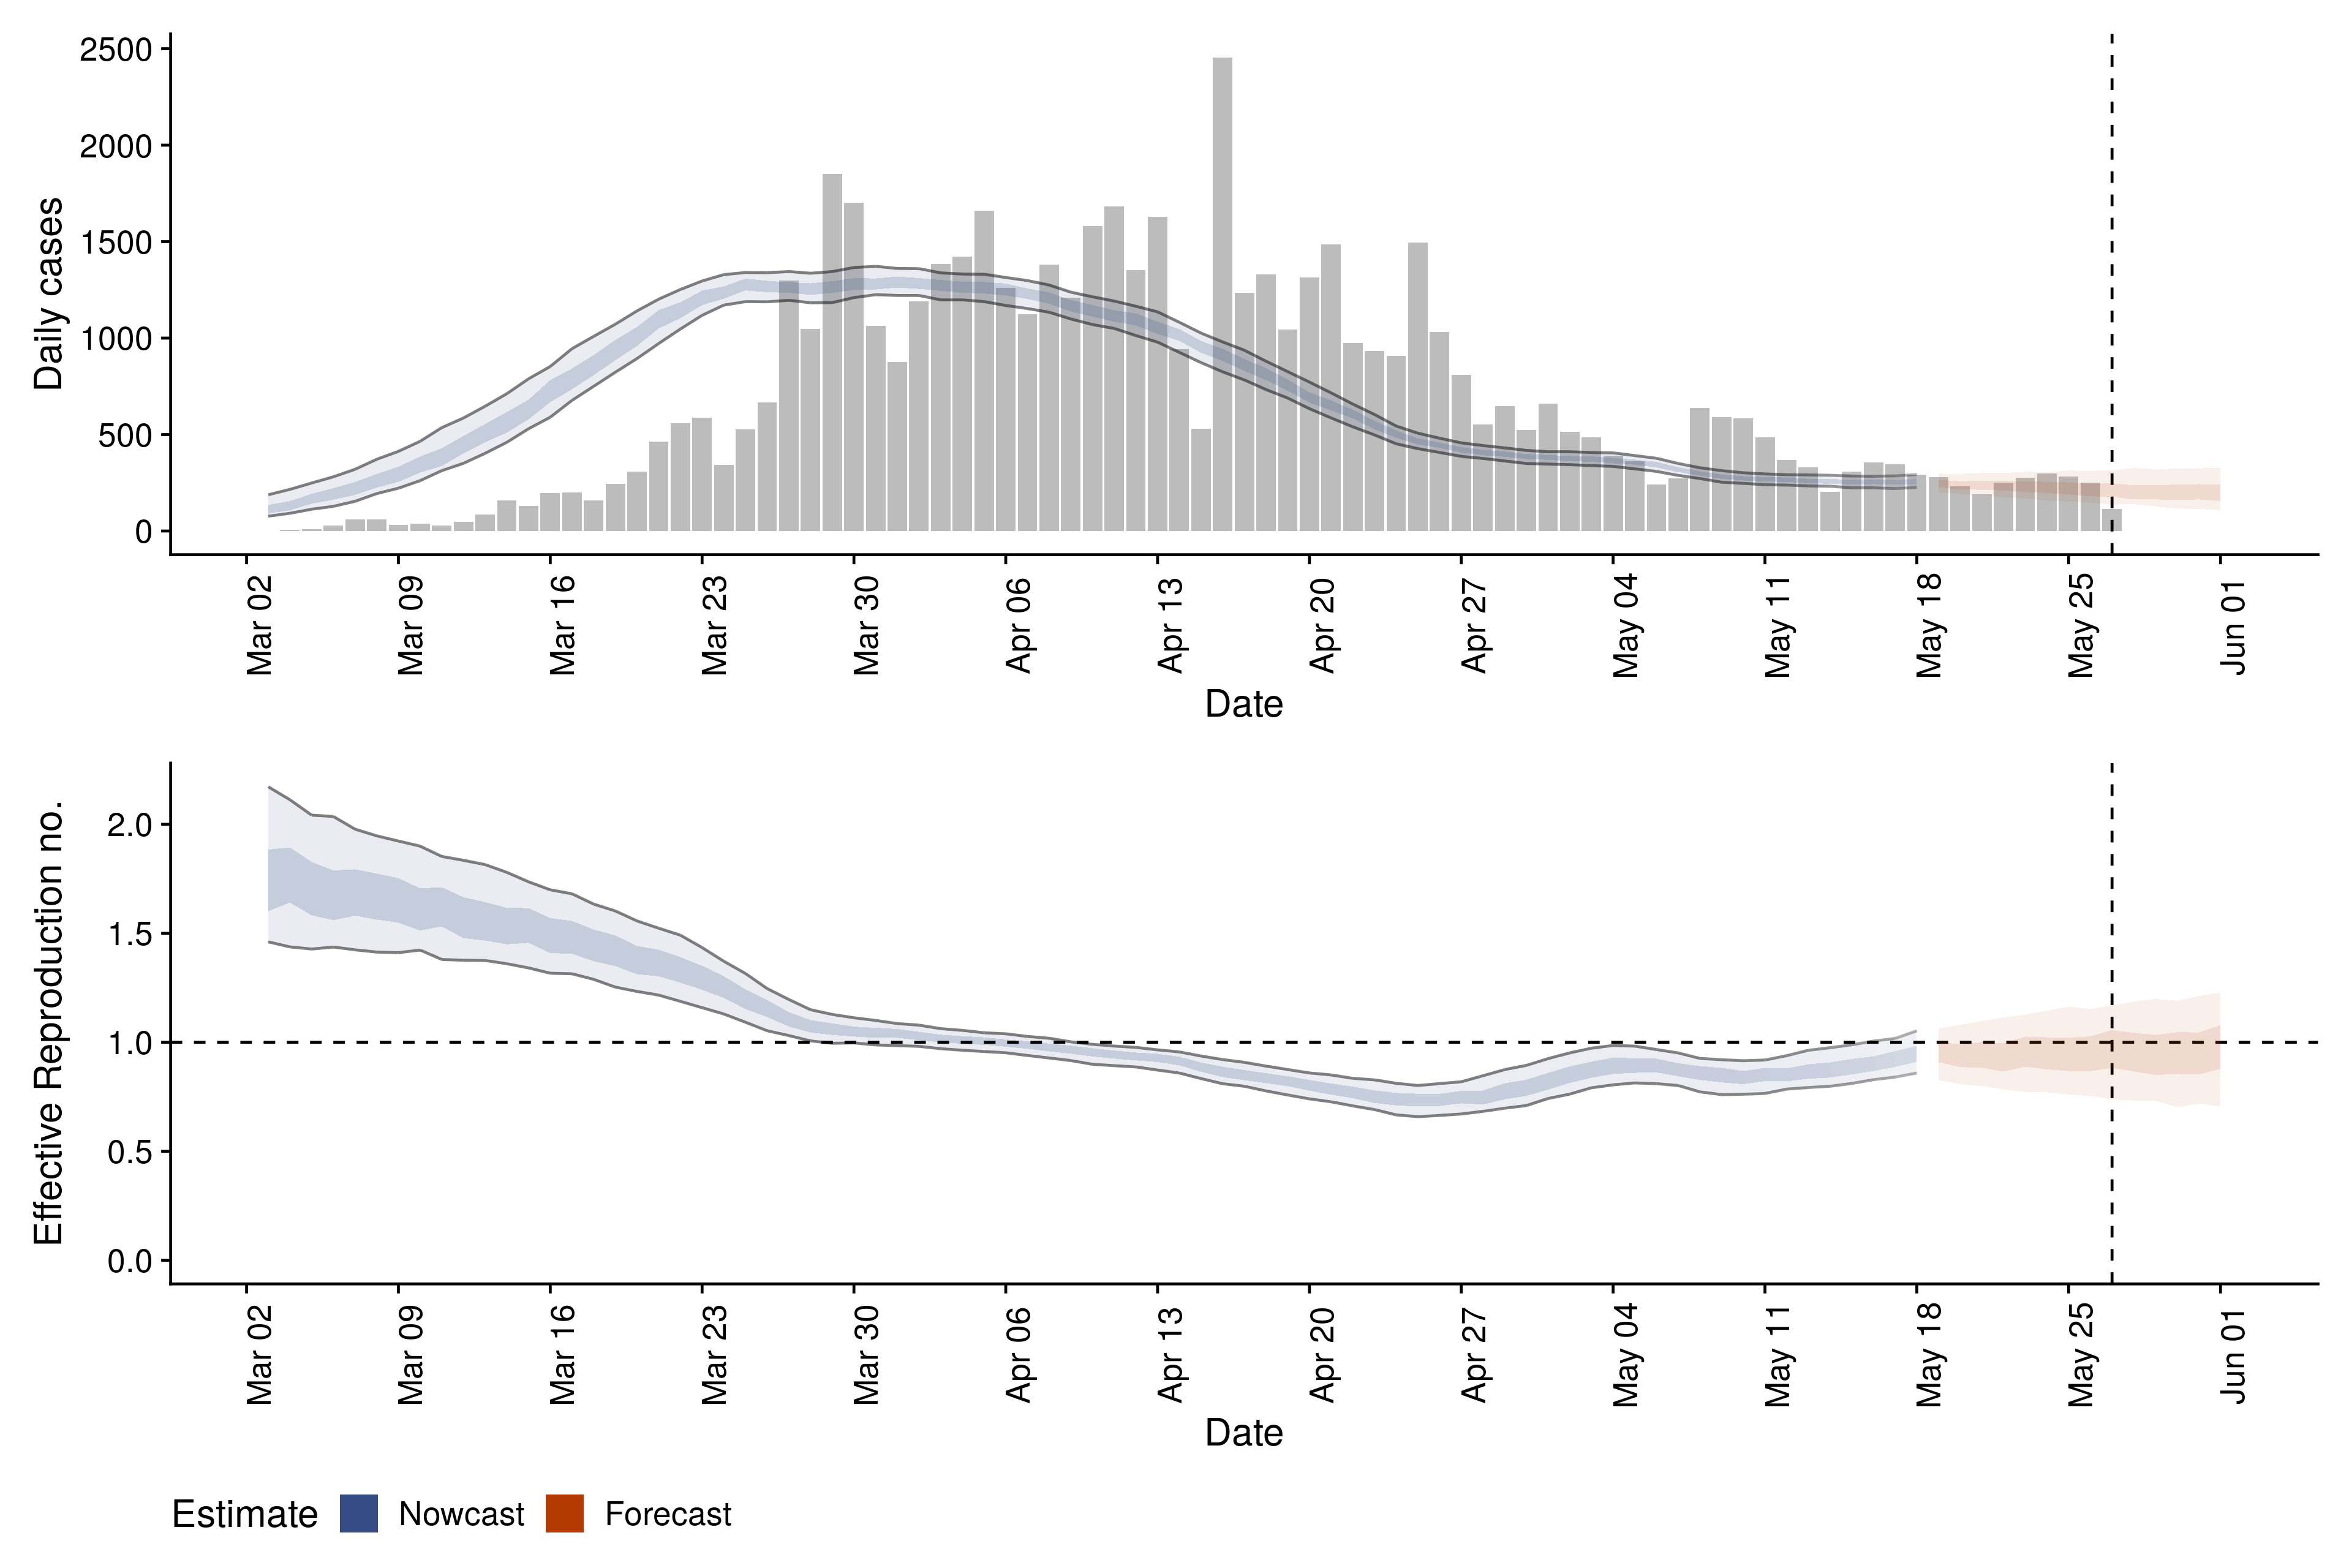 Daily cases
2500
2000
1500
1000
500
0
Mar 02
Mar 09
Mar 16
Mar 23
Mar 30
Apr 06
Apr 13
Apr 20
Apr 27
May 04
May 11
May 18
May 25
Jun 01
Date
Effective Reproduction no.
2.0
1.5
1.0
0.5
0.0
Mar 02
Mar 09
Mar 16
Mar 23
Mar 30
Apr 06
Apr 13
Apr 20
Apr 27
May 04
May 11
May 18
May 25
Jun 01
Date
Estimate Nowcast Forecast